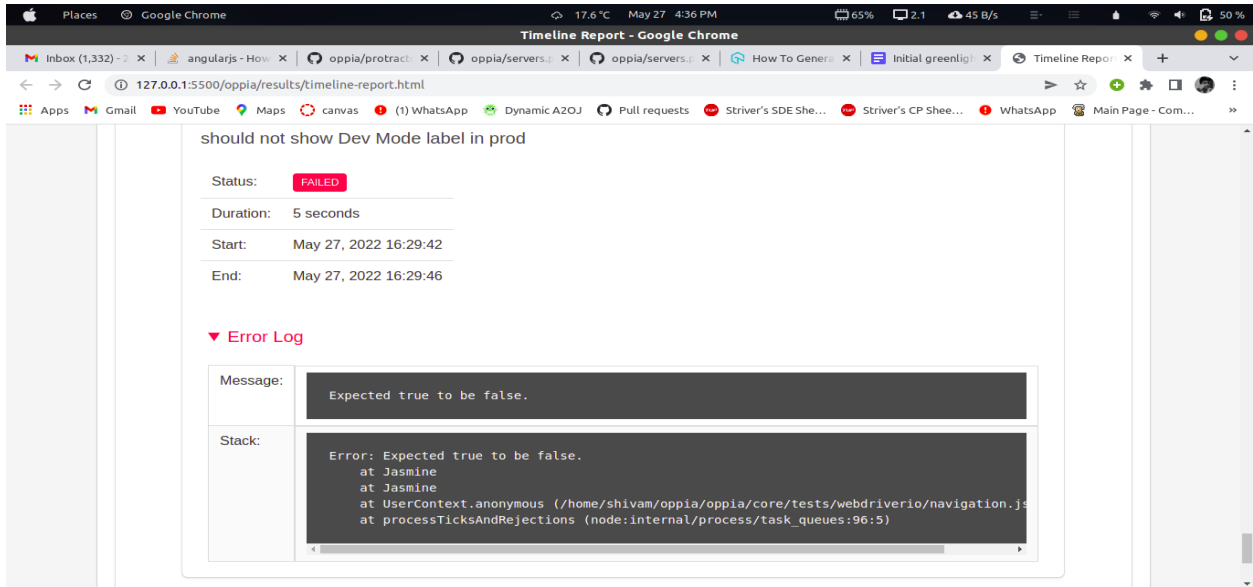 Places Google Chrome 17.6 °C May 27 4:36 PM 65% 2.1 45 B/s 50 %
Timeline Report - Google Chrome
Inbox (1,332) - 2 angularjs - How oppia/protract oppia/servers.p oppia/servers.p How To Genera Initial greenligh Timeline Repor
127.0.0.1:5500/oppia/results/timeline-report.html
Apps Gmail YouTube Maps canvas (1) WhatsApp Dynamic A2OJ Pull requests Striver's SDE She... Striver's CP Shee... WhatsApp Main Page - Com... »
should not show Dev Mode label in prod
Status: FAILED
Duration: 5 seconds
Start: May 27, 2022 16:29:42
End: May 27, 2022 16:29:46
▼ Error Log
Message: Expected true to be false.
Stack: Error: Expected true to be false.
at Jasmine
at Jasmine
at UserContext.anonymous (/home/shivam/oppia/oppia/core/tests/webdriverio/navigation.js
at processTicksAndRejections (node:internal/process/task_queues:96:5)